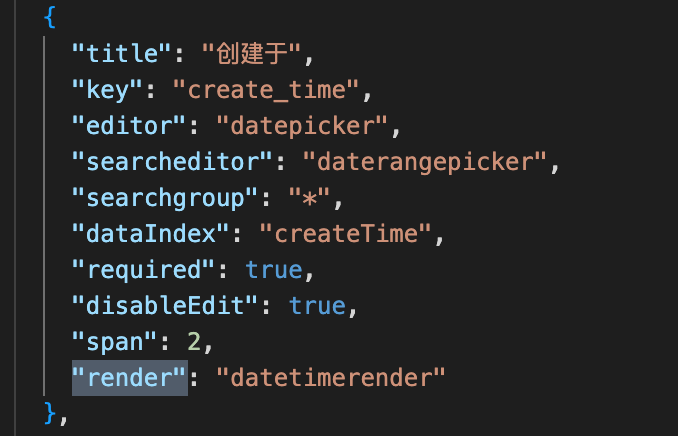 {
"title": "创建于",
"key": "create_time",
"editor": "datepicker",
"searcheditor": "daterangepicker",
"searchgroup": "*",
"dataIndex": "createTime",
"required": true,
"disableEdit": true,
"span": 2,
"render": "datetimerender"
},